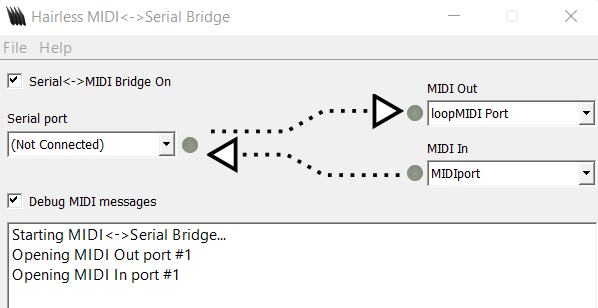 Hairless MIDI<->Serial Bridge
File Help
Serial<->MIDI Bridge On
MIDI Out
Serial port
loopMIDI Port
(Not Connected)
MIDI In
MIDIport
Debug MIDI messages
Starting MIDI<->Serial Bridge...
Opening MIDI Out port #1
Opening MIDI In port #1